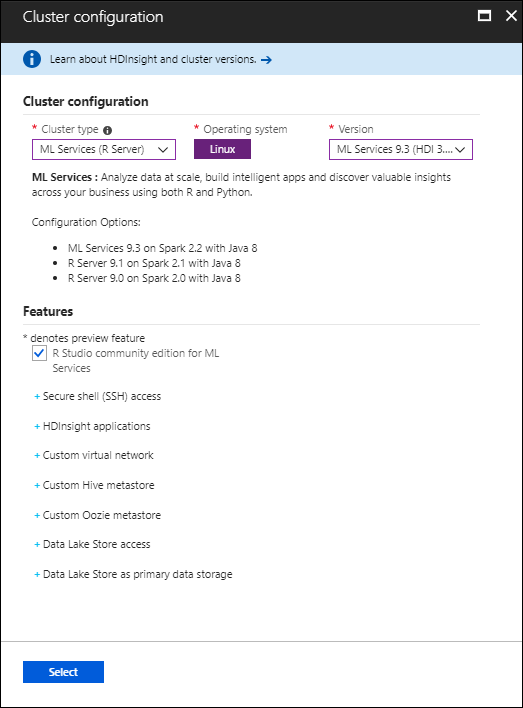 Cluster configuration
Learn about HDInsight and cluster versions. →
Cluster configuration
* Cluster type * Operating system * Version
ML Services (R Server) Linux ML Services 9.3 (HDI 3....
ML Services : Analyze data at scale, build intelligent apps and discover valuable insights
across your business using both R and Python.
Configuration Options:
• ML Services 9.3 on Spark 2.2 with Java 8
• R Server 9.1 on Spark 2.1 with Java 8
• R Server 9.0 on Spark 2.0 with Java 8
Features
* denotes preview feature
R Studio community edition for ML
Services
+ Secure shell (SSH) access
+ HDInsight applications
+ Custom virtual network
+ Custom Hive metastore
+ Custom Oozie metastore
+ Data Lake Store access
+ Data Lake Store as primary data storage
Select